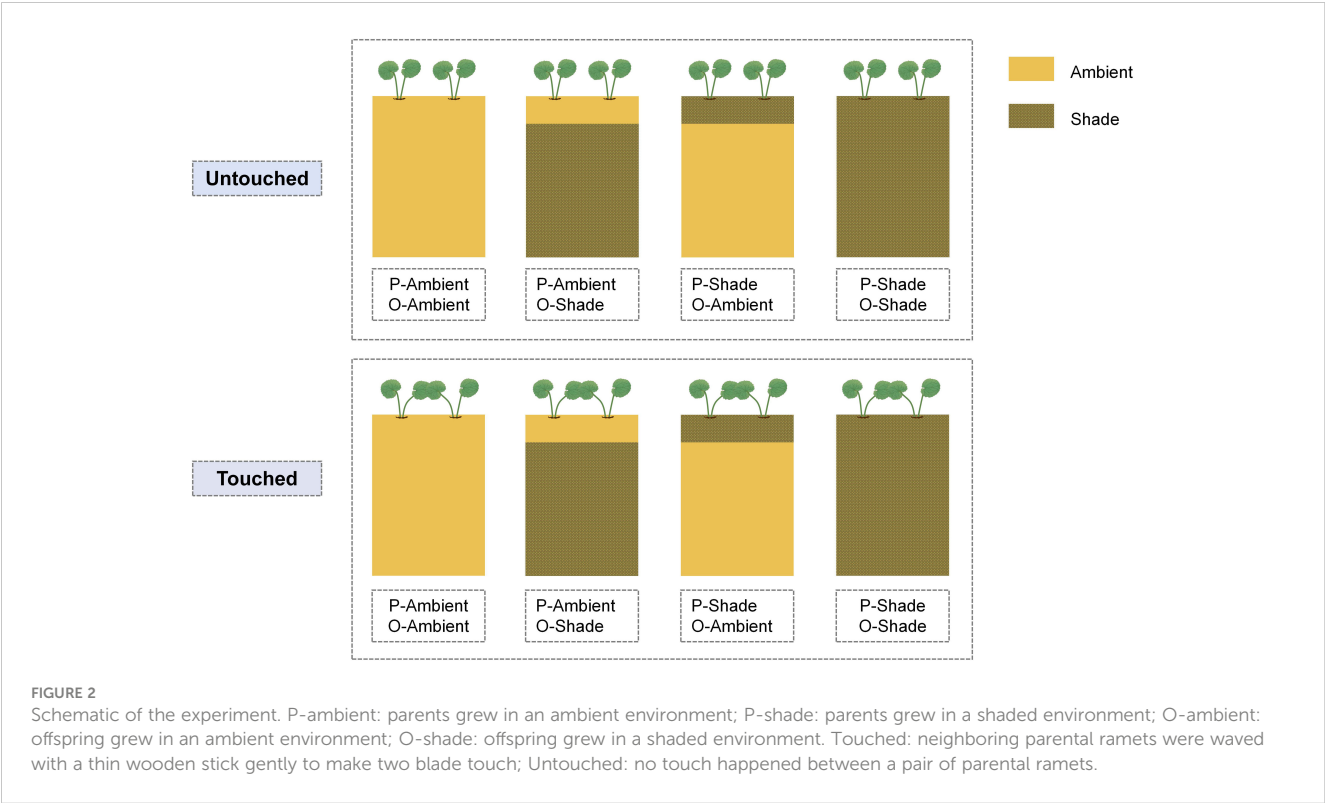 Ambient
Shade
Untouched
P-Ambient
O-Ambient
P-Ambient
O-Shade
P-Shade
O-Ambient
P-Shade
O-Shade
Touched
P-Ambient
O-Ambient
P-Ambient
O-Shade
P-Shade
O-Ambient
P-Shade
O-Shade
FIGURE 2
Schematic of the experiment. P-ambient: parents grew in an ambient environment; P-shade: parents grew in a shaded environment; O-ambient:
offspring grew in an ambient environment; O-shade: offspring grew in a shaded environment. Touched: neighboring parental ramets were waved
with a thin wooden stick gently to make two blade touch; Untouched: no touch happened between a pair of parental ramets.